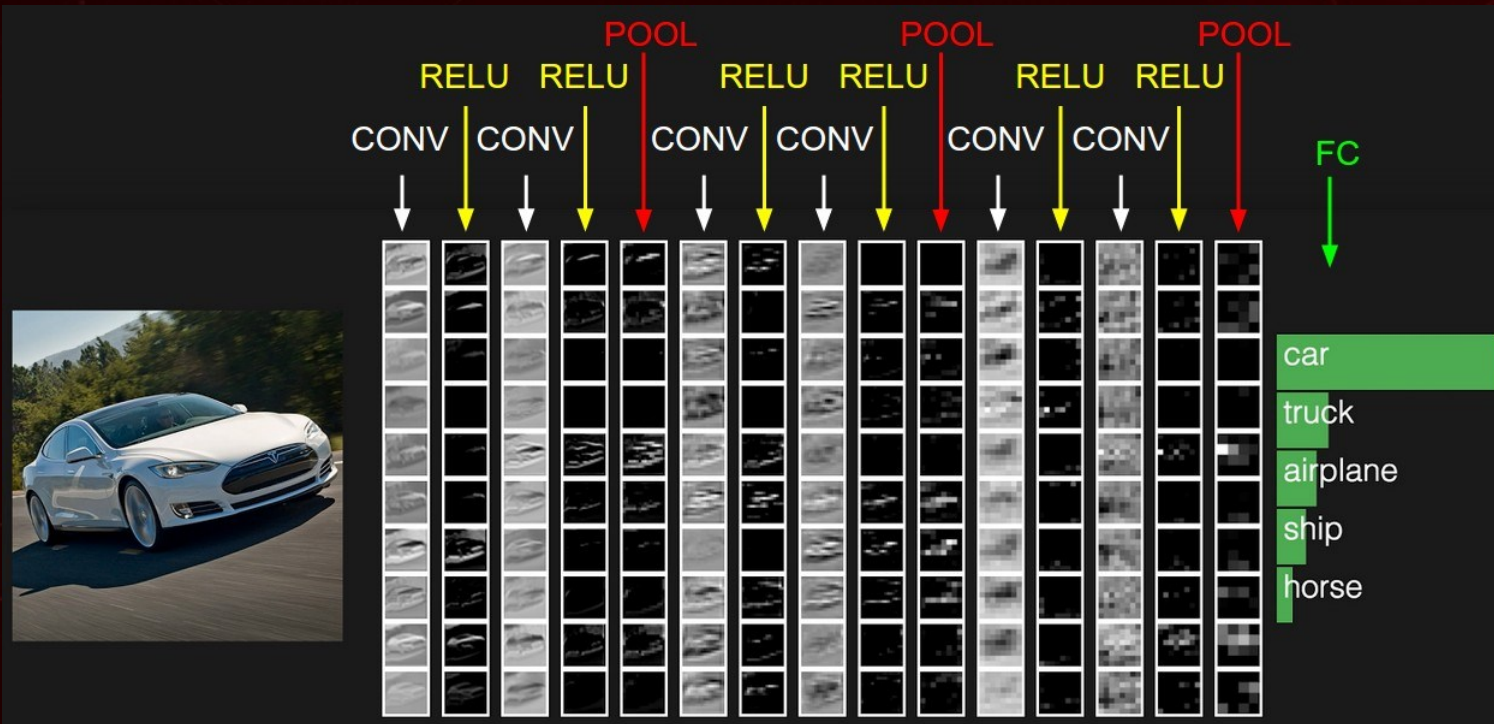 POOL POOL POOL
RELU RELU RELU RELU RELU RELU
CONV CONV CONV CONV CONV CONV
FC
car
truck
airplane
ship
horse